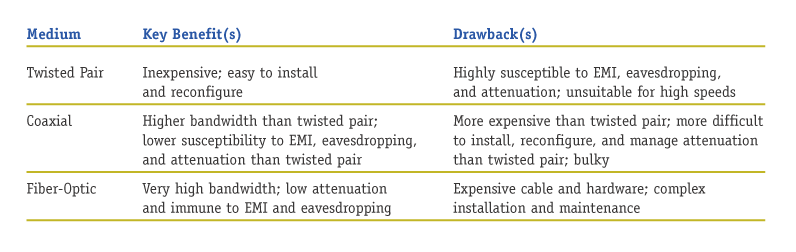 Medium Key Benefit(s) Drawback(s)
Twisted Pair Inexpensive; easy to install Highly susceptible to EMI, eavesdropping,
and reconfigure and attenuation; unsuitable for high speeds
Coaxial Higher bandwidth than twisted pair; More expensive than twisted pair; more difficult
lower susceptibility to EMI, eavesdropping, to install, reconfigure, and manage attenuation
and attenuation than twisted pair than twisted pair; bulky
Fiber-Optic Very high bandwidth; low attenuation Expensive cable and hardware; complex
and immune to EMI and eavesdropping installation and maintenance